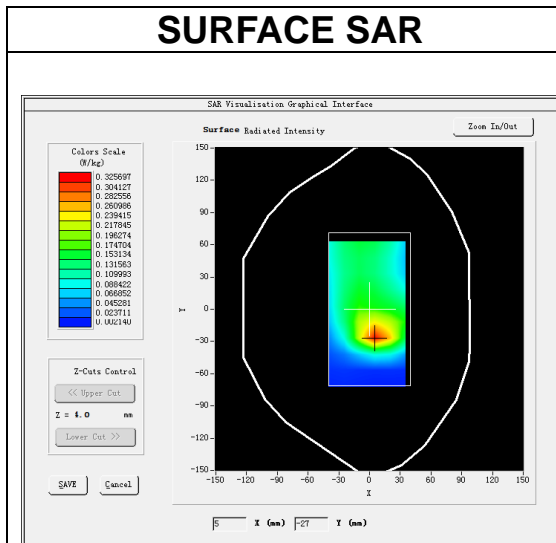 SURFACE SAR
SAR Visualisation Graphical Interface
Surface Radiated Intensity
Zoom In/Out
Colors Scale
(W/kg)
0.325697
0.304127
0.282556
0.260986
0.239415
0.217845
0.196274
0.174704
0.153134
0.131563
0.109993
0.088422
0.066852
0.045281
0.023711
0.002140
Z-Cuts Control
<< Upper Cut
Z = 4.0 mm
Lower Cut >>
SAVE Cancel
150
120
90
60
30
0
-30
-60
-90
-120
-150
Y
-150 -120 -90 -60 -30 0 30 60 90 120 150
X
5 X (mm) -27 Y (mm)